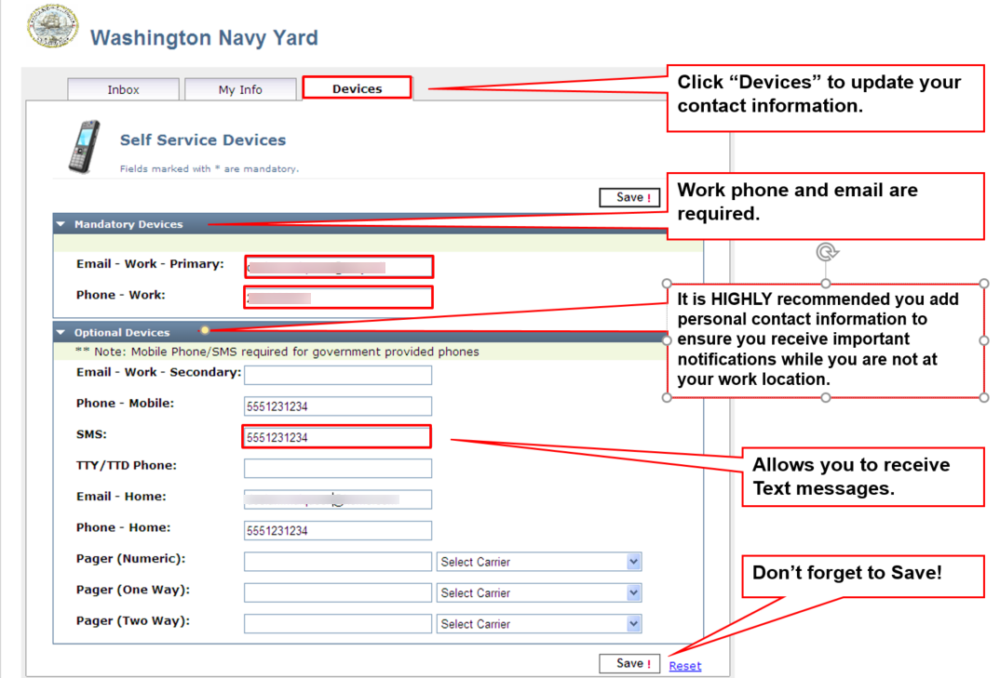 Washington Navy Yard
Inbox
My Info
Devices
Click “Devices” to update your
contact information.
Self Service Devices
Fields marked with * are mandatory.
Save !
Work phone and email are
required.
Mandatory Devices
Email - Work - Primary:
Phone - Work:
It is HIGHLY recommended you add
personal contact information to
ensure you receive important
notifications while you are not at
your work location.
Optional Devices
** Note: Mobile Phone/SMS required for government provided phones
Email - Work - Secondary:
Phone - Mobile: 5551231234
SMS: 5551231234
Allows you to receive
Text messages.
TTY/TTD Phone:
Email - Home:
Phone - Home: 5551231234
Pager (Numeric): Select Carrier
Don’t forget to Save!
Pager (One Way): Select Carrier
Pager (Two Way): Select Carrier
Save ! Reset